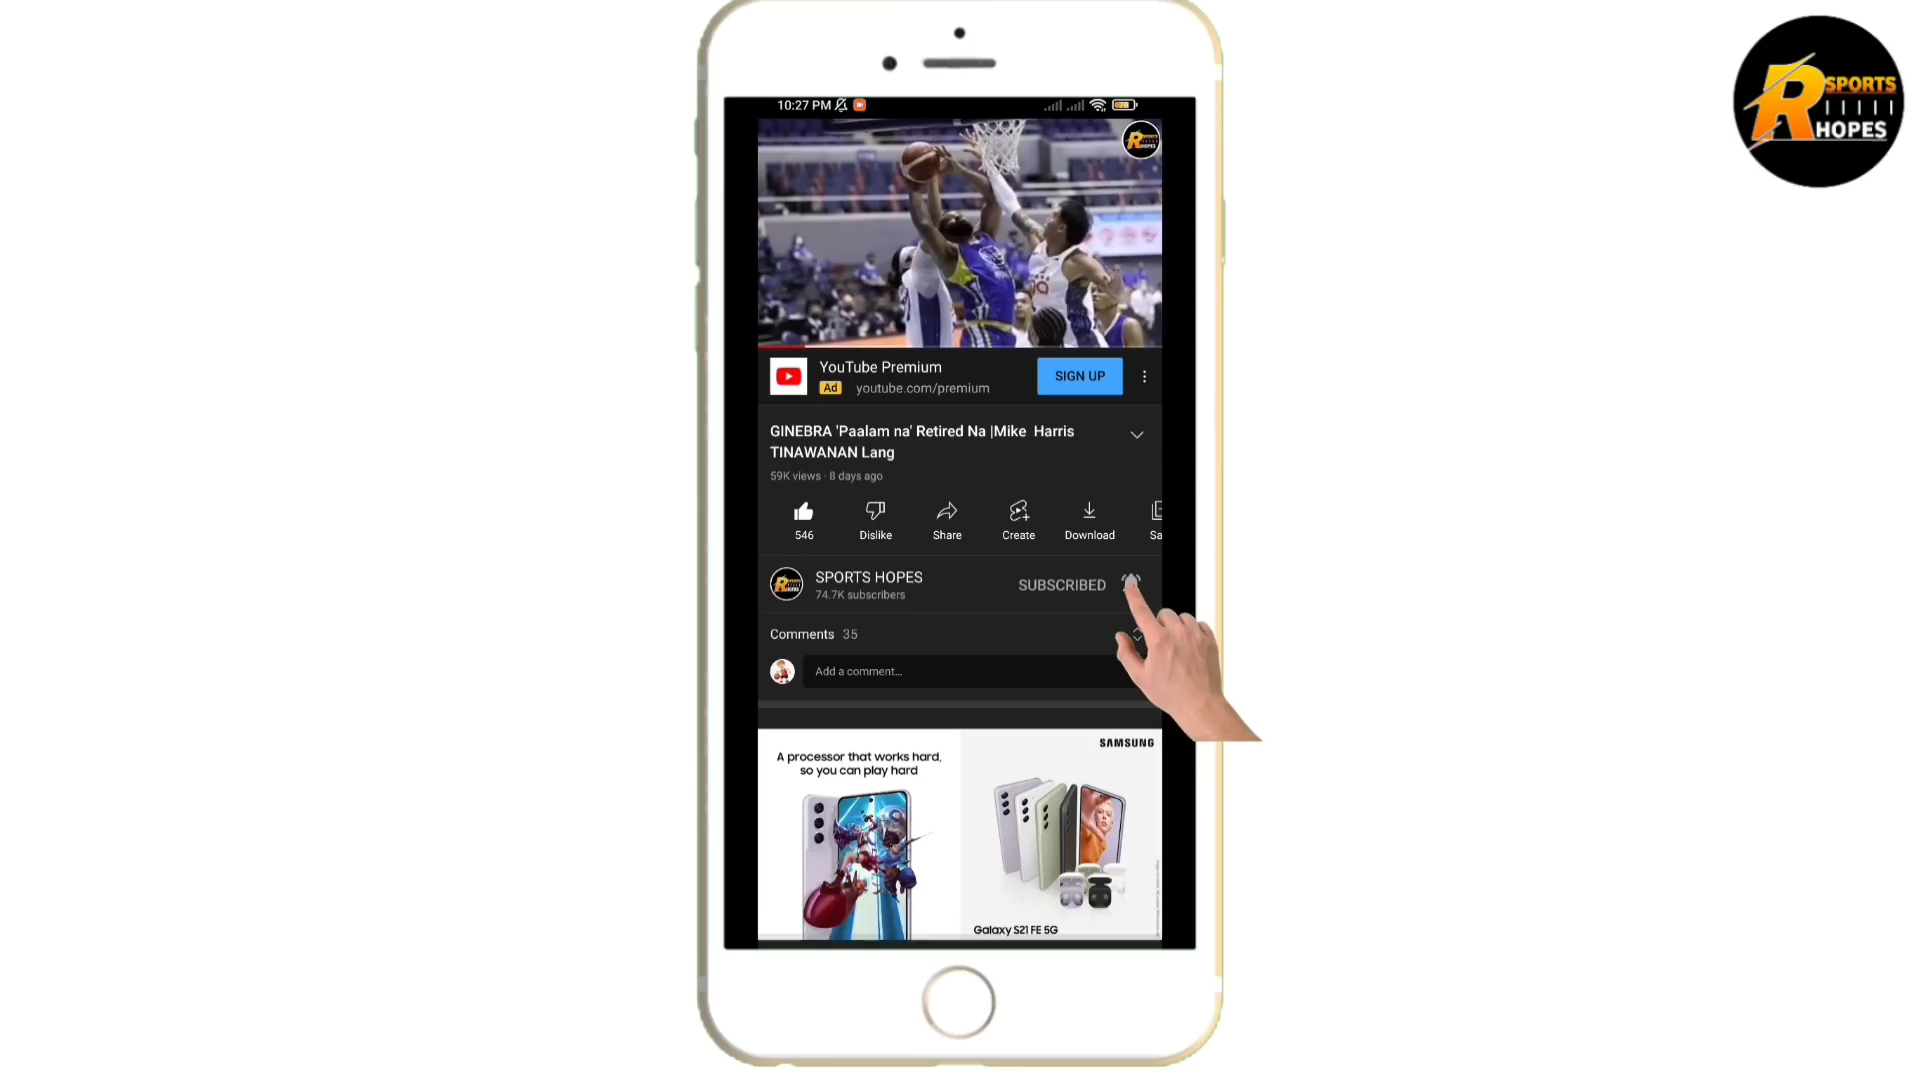 SPORTS
HOPES
10:27 PM
78
SPORTS
HOPES
YouTube Premium
SIGN UP
Ad youtube.com/premium
GINEBRA 'Paalam na' Retired Na |Mike Harris
TINAWANAN Lang
59K views · 8 days ago
546 Dislike Share Create Download Sa
SPORTS HOPES
SUBSCRIBED
74.7K subscribers
Comments 35
Add a comment...
SAMSUNG
A processor that works hard,
so you can play hard
Galaxy S21 FE 5G